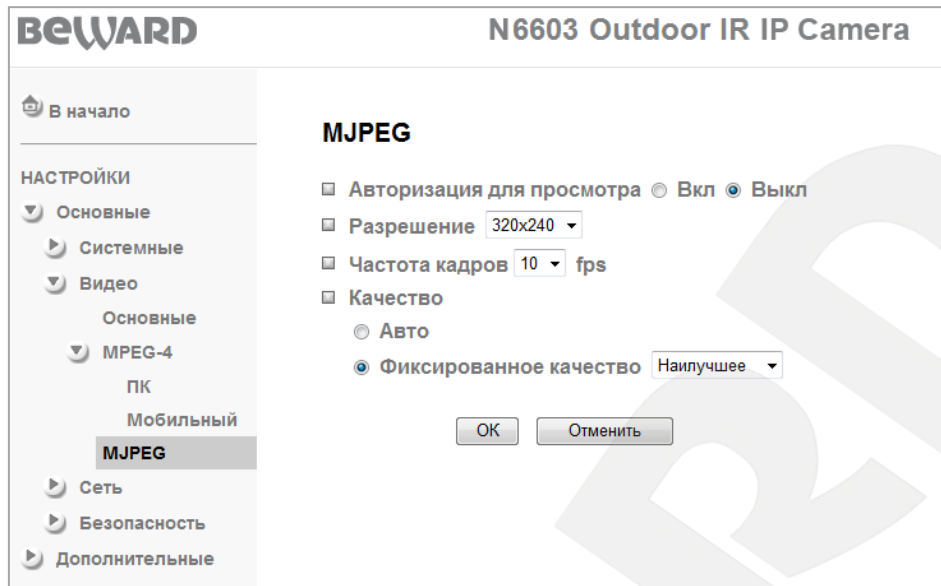 BEWARD
N6603 Outdoor IR IP Camera
В начало
НАСТРОЙКИ
Основные
Системные
Видео
Основные
MPEG-4
ПК
Мобильный
MJPEG
Сеть
Безопасность
Дополнительные
MJPEG
Авторизация для просмотра Вкл Выкл
Разрешение 320x240
Частота кадров 10 fps
Качество
Авто
Фиксированное качество Наилучшее
ОК Отменить